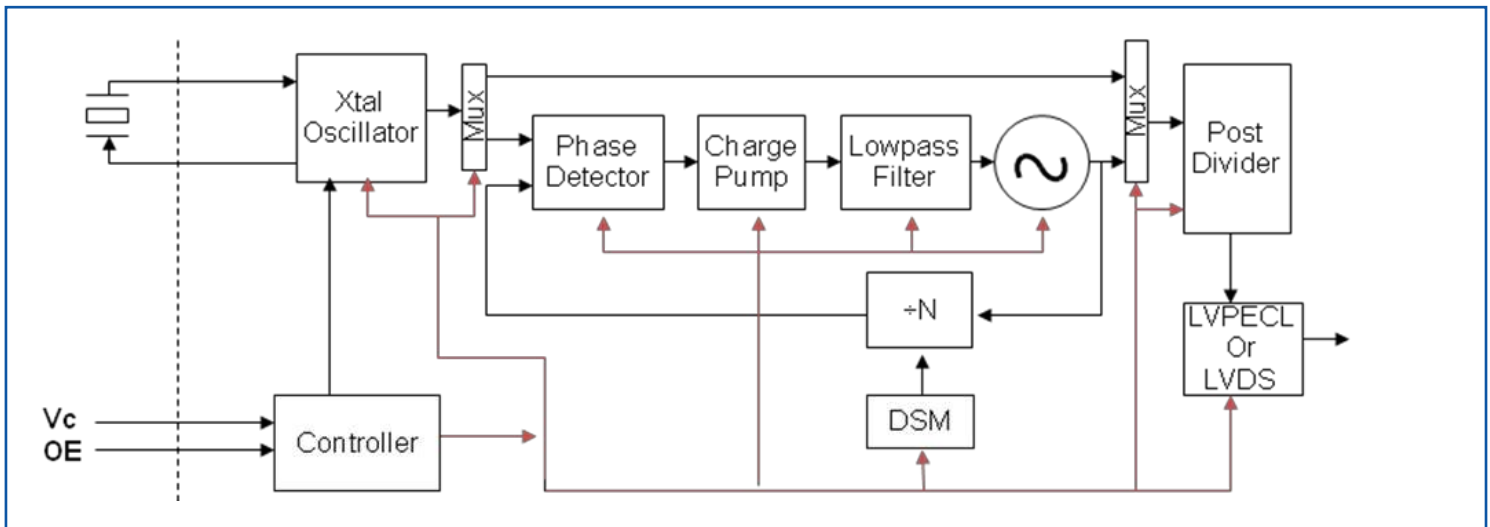 Xtal
Oscillator
Mux
Phase
Detector
Charge
Pump
Lowpass
Filter
Mux
Post
Divider
÷N
LVPECL
Or
LVDS
DSM
Vc
OE
Controller